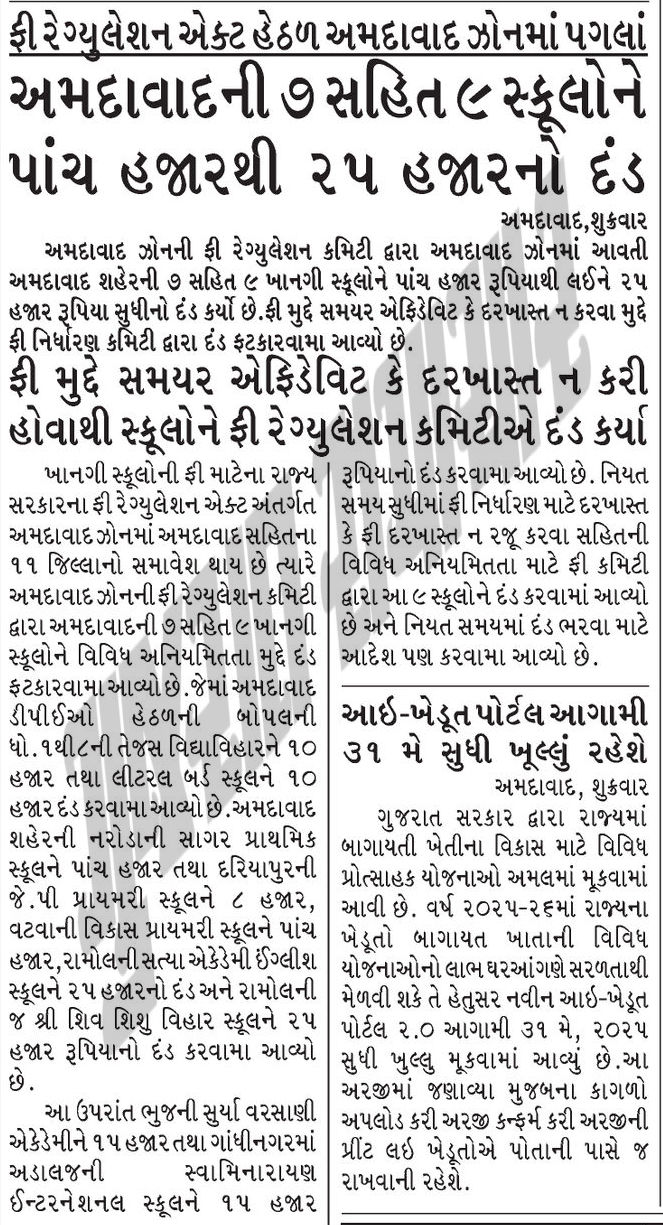 ફી રેગ્યુલેશન એક્ટ હેઠળ અમદાવાદ ઝોનમાં પગલાં
અમદાવાદની ૭ સહિત ૯ સ્કૂલોને
પાંચ હજારથી ૨૫ હજારનો દંડ
અમદાવાદ,શુક્રવાર
અમદાવાદ ઝોનની ફી રેગ્યુલેશન કમિટી દ્વારા અમદાવાદ ઝોનમાં આવતી
અમદાવાદ શહેરની ૭ સહિત ૯ ખાનગી સ્કૂલોને પાંચ હજાર રૂપિયાથી લઈને ૨૫
હજાર રૂપિયા સુધીનો દંડ કર્યો છે.ફી મુદ્દે સમયર એફિડેવિટ કે દરખાસ્ત ન કરવા મુદ્દે
ફી નિર્ધારણ કમિટી દ્વારા દંડ ફટકારવામા આવ્યો છે.
ફી મુદ્દે સમયર એફિડેવિટ કે દરખાસ્ત ન કરી
હોવાથી સ્કૂલોને ફી રેગ્યુલેશન કમિટીએ દંડ કર્યા
ખાનગી સ્કૂલોની ફી માટેના રાજ્ય
સરકારના ફી રેગ્યુલેશન એક્ટ અંતર્ગત
અમદાવાદ ઝોનમાં અમદાવાદ સહિતના
૧૧ જિલ્લાનો સમાવેશ થાય છે ત્યારે
અમદાવાદ ઝોનની ફી રેગ્યુલેશન કમિટી
દ્વારા અમદાવાદની ૭ સહિત ૯ ખાનગી
સ્કૂલોને વિવિધ અનિયમિતતા મુદ્દે દંડ
ફટકારવામા આવ્યો છે.જેમાં અમદાવાદ
ડીપીઈઓ હેઠળની બોપલની
ધો.૧થી૮ની તેજસ વિદ્યાવિહારને ૧૦
હજાર તથા લીટરલ બર્ડ સ્કૂલને ૧૦
હજાર દંડ કરવામા આવ્યો છે.અમદાવાદ
શહેરની નરોડાની સાગર પ્રાથમિક
સ્કૂલને પાંચ હજાર તથા દરિયાપુરની
જે.પી પ્રાયમરી સ્કૂલને ૮ હજાર,
વટવાની વિકાસ પ્રાયમરી સ્કૂલને પાંચ
હજાર,રામોલની સત્યા એકેડેમી ઈંગ્લીશ
સ્કૂલને ૨૫ હજારનો દંડ અને રામોલની
જ શ્રી શિવ શિશુ વિહાર સ્કૂલને ૨૫
હજાર રૂપિયાનો દંડ કરવામા આવ્યો
છે.
આ ઉપરાંત ભુજની સુર્યા વરસાણી
એકેડેમીને ૧૫ હજાર તથા ગાંધીનગરમાં
અડાલજની સ્વામિનારાયણ
ઈન્ટરનેશનલ સ્કૂલને ૧૫ હજાર
રૂપિયાનો દંડ કરવામા આવ્યો છે. નિયત
સમય સુધીમાં ફી નિર્ધારણ માટે દરખાસ્ત
કે ફી દરખાસ્ત ન રજૂ કરવા સહિતની
વિવિધ અનિયમિતતા માટે ફી કમિટી
દ્વારા આ ૯ સ્કૂલોને દંડ કરવામાં આવ્યો
છે અને નિયત સમયમાં દંડ ભરવા માટે
આદેશ પણ કરવામા આવ્યો છે.
આઇ-ખેડૂત પોર્ટલ આગામી
૩૧ મે સુધી ખૂલ્લું રહેશે
અમદાવાદ, શુક્રવાર
ગુજરાત સરકાર દ્વારા રાજ્યમાં
બાગાયતી ખેતીના વિકાસ માટે વિવિધ
પ્રોત્સાહક યોજનાઓ અમલમાં મૂકવામાં
આવી છે. વર્ષ ૨૦૨૫-૨૬માં રાજ્યના
ખેડૂતો બાગાયત ખાતાની વિવિધ
યોજનાઓનો લાભ ઘરઆંગણે સરળતાથી
મેળવી શકે તે હેતુસર નવીન આઇ-ખેડૂત
પોર્ટલ ૨.૦ આગામી ૩૧ મે, ૨૦૨૫
સુધી ખુલ્લુ મૂકવામાં આવ્યું છે.આ
અરજીમાં જણાવ્યા મુજબના કાગળો
અપલોડ કરી અરજી કન્ફર્મ કરી અરજીની
પ્રીંટ લઇ ખેડૂતોએ પોતાની પાસે જ
રાખવાની રહેશે.